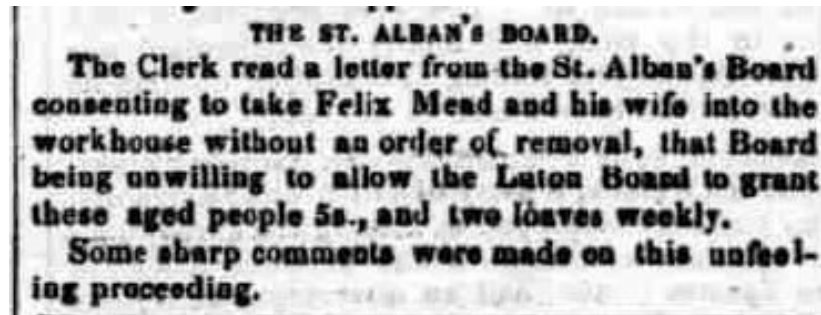 THE ST. ALBAN'S BOARD.
The Clerk read a letter from the St. Alban's Board
consenting to take Felix Mead and his wife into the
workhouse without an order of removal, that Board
being unwilling to allow the Luton Board to grant
these aged people 5s., and two loaves weekly.
Some sharp comments were made on this unfeel-
ing proceeding.